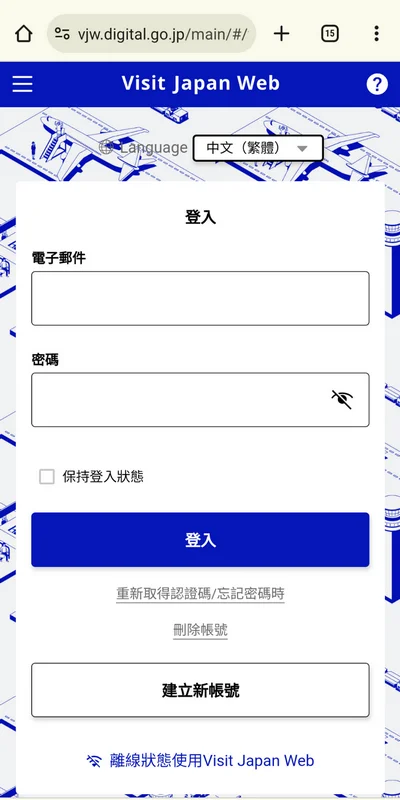 vjw.digital.go.jp/main/#/
15
Visit Japan Web
?
Language
中文（繁體）
登入
電子郵件
密碼
保持登入狀態
登入
重新取得認證碼/忘記密碼時
刪除帳號
建立新帳號
離線狀態使用Visit Japan Web